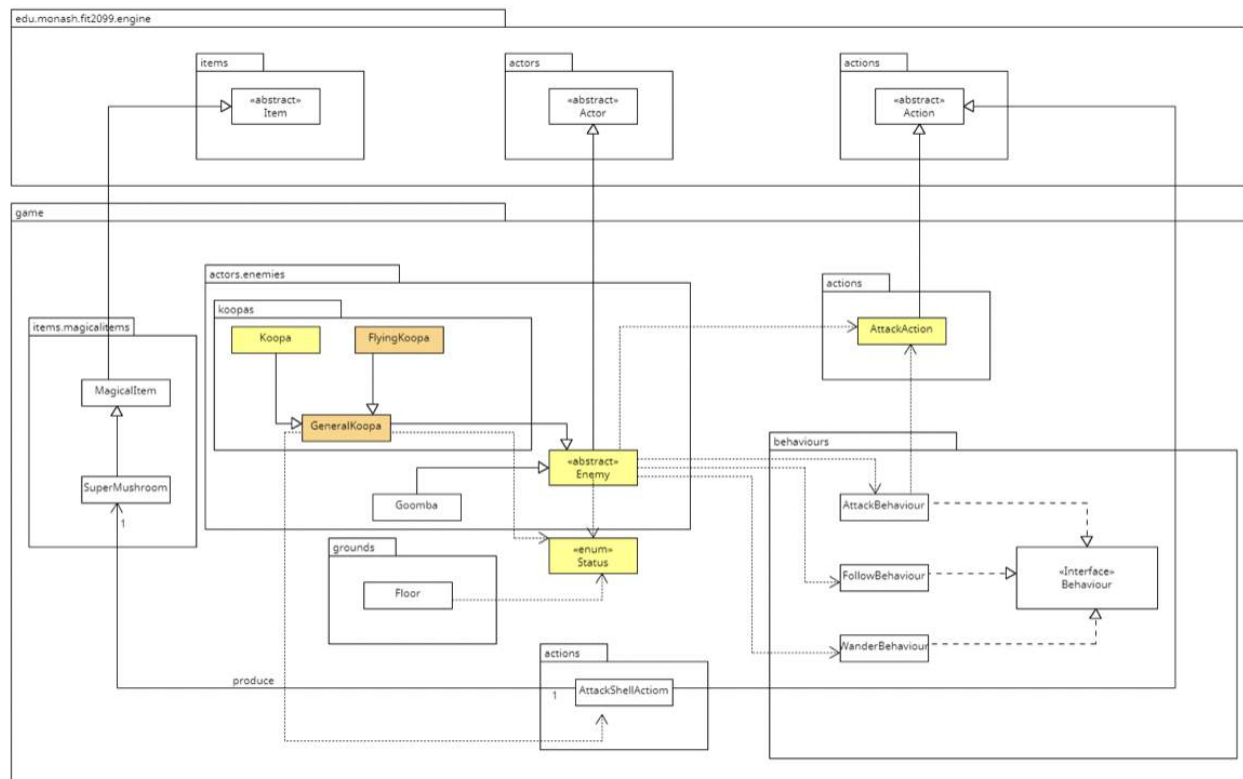 edu.monash.fit2099.engine
items
«abstract»
Item
actors
«abstract»
Actor
actions
«abstract»
Action
game
actors.enemies
koopas
Koopa
FlyingKoopa
GeneralKoopa
«abstract»
Enemy
Goomba
items.magicalitems
MagicalItem
SuperMushroom
1
actions
AttackAction
behaviours
AttackBehaviour
FollowBehaviour
WanderBehaviour
«Interface»
Behaviour
«enum»
Status
grounds
Floor
actions
AttackShellActiom
1
produce